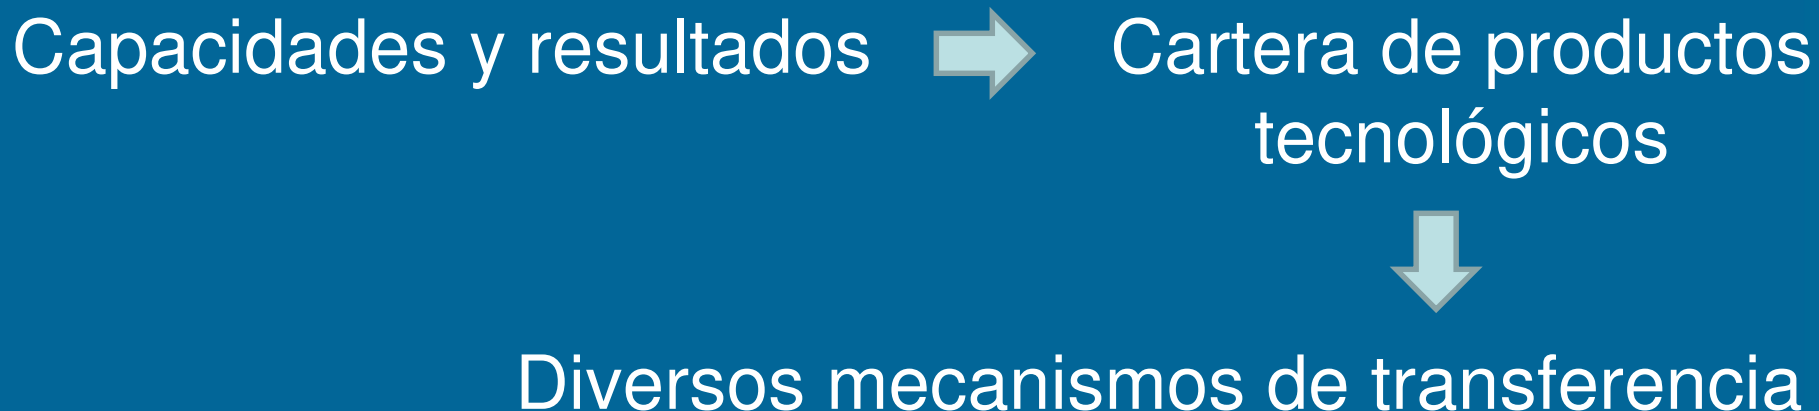 Capacidades y resultados
Cartera de productos
tecnológicos
Diversos mecanismos de transferencia